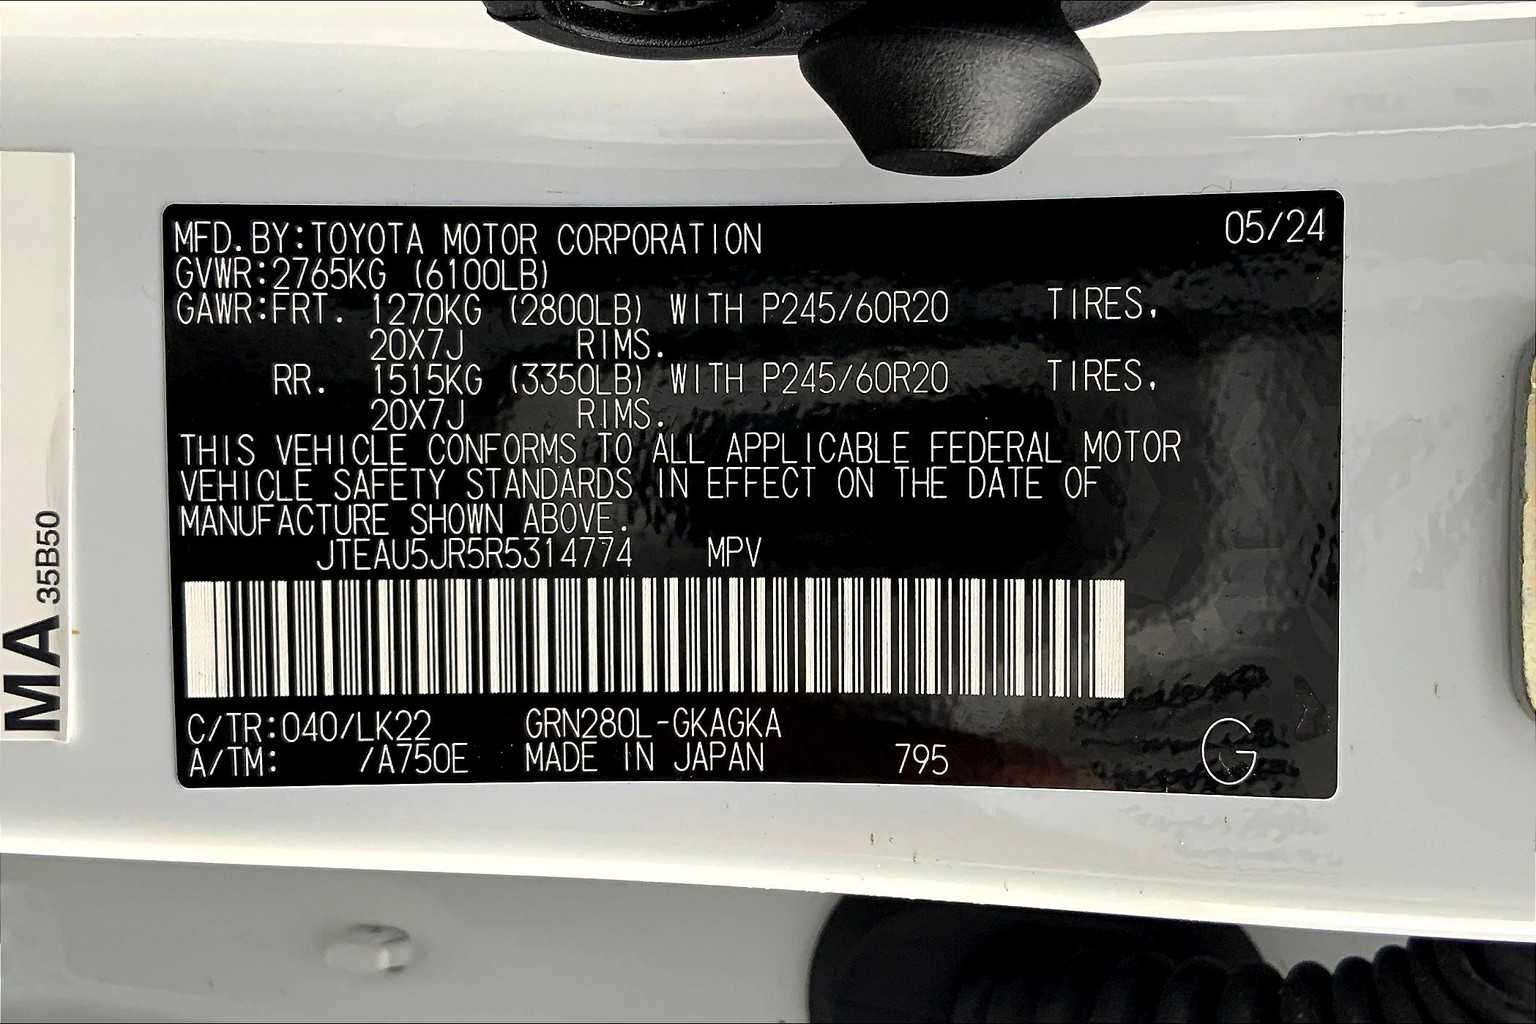 MFD.BY:TOYOTA MOTOR CORPORATION 05/24
GVWR:2765KG (6100LB)
GAWR:FRT. 1270KG (2800LB) WITH P245/60R20 TIRES,
20X7J RIMS.
RR. 1515KG (3350LB) WITH P245/60R20 TIRES,
20X7J RIMS.
THIS VEHICLE CONFORMS TO ALL APPLICABLE FEDERAL MOTOR
VEHICLE SAFETY STANDARDS IN EFFECT ON THE DATE OF
MANUFACTURE SHOWN ABOVE.
JTEAU5JR5R5314774 MPV
C/TR:040/LK22 GRN280L-GKAGKA
A/TM: /A750E MADE IN JAPAN 795 G
MA 35B50